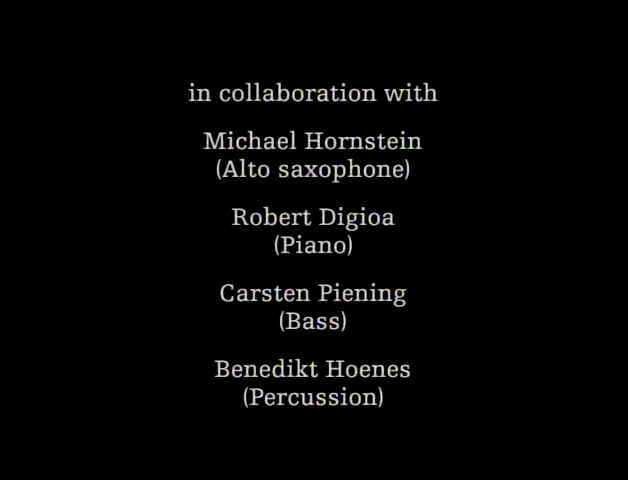 in collaboration with
Michael Hornstein
(Alto saxophone)
Robert Digioa
(Piano)
Carsten Piening
(Bass)
Benedikt Hoenes
(Percussion)